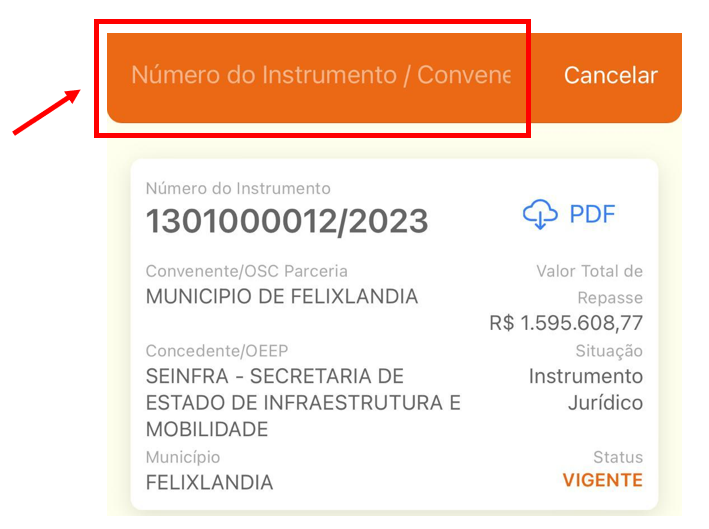 Número do Instrumento / Convene
Cancelar
Número do Instrumento
1301000012/2023
PDF
Convenente/OSC Parceria
MUNICIPIO DE FELIXLANDIA
Valor Total de
Repasse
R$ 1.595.608,77
Concedente/OEEP
SEINFRA - SECRETARIA DE
ESTADO DE INFRAESTRUTURA E
MOBILIDADE
Situação
Instrumento
Jurídico
Município
FELIXLANDIA
Status
VIGENTE